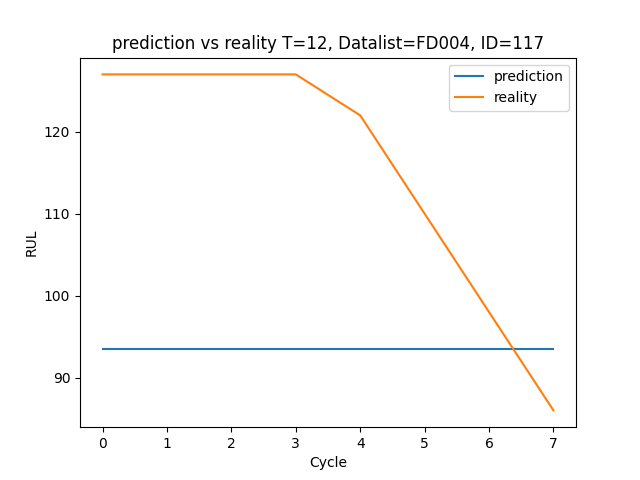 prediction vs reality T=12, Datalist=FD004, ID=117
prediction
reality
120
110
100
90
RUL
0 1 2 3 4 5 6 7
Cycle